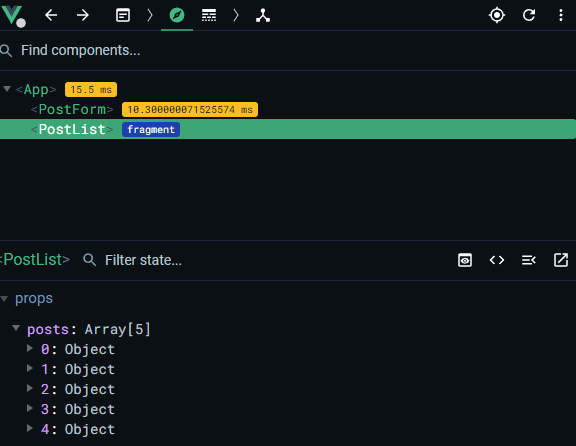 Find components...
<App> 15.5 ms
<PostForm> 10.300000071525574 ms
<PostList> fragment
<PostList> Filter state...
props
posts: Array[5]
0: Object
1: Object
2: Object
3: Object
4: Object